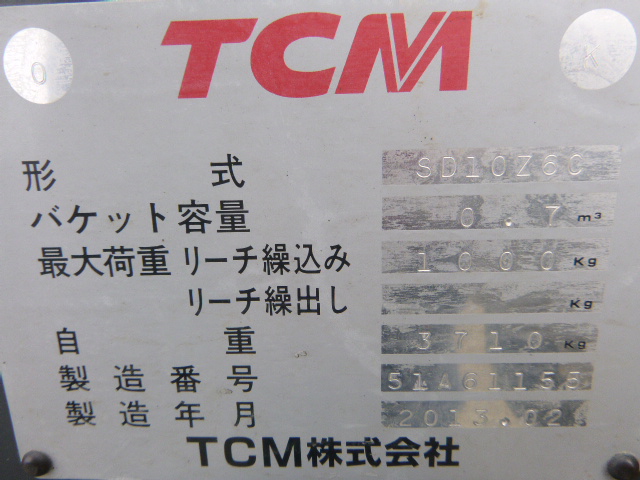 TCM
形式 SD10Z6C
バケット容量 0.7 m³
最大荷重 リーチ繰込み 1000 Kg
リーチ繰出し Kg
自重 3710 Kg
製造番号 51A61155
製造年月 2013.02
TCM株式会社